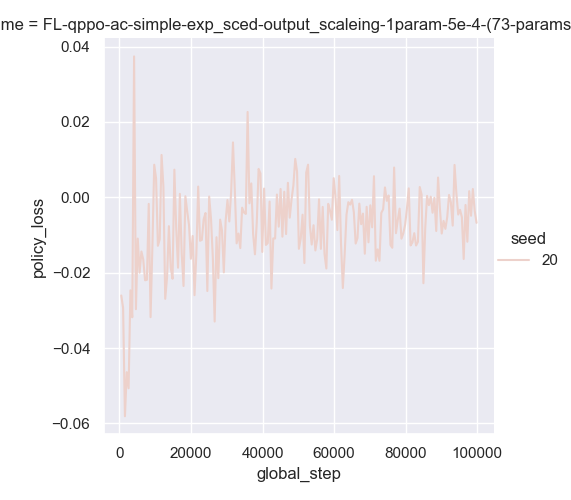 me = FL-qppo-ac-simple-exp_sced-output_scaleing-1param-5e-4-(73-params
0.04
0.02
0.00
−0.02
−0.04
−0.06
policy_loss
0 20000 40000 60000 80000 100000
global_step
seed
20